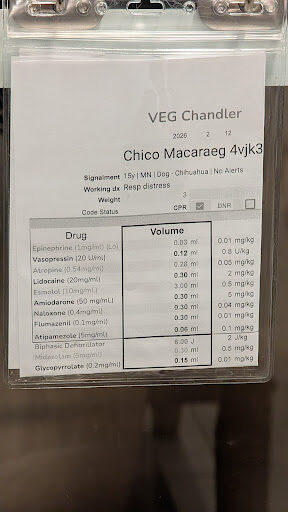 VEG Chandler
2026 2 12
Chico Macaraeg 4vjk3
Signalment 15y | MN | Dog - Chihuahua | No Alerts
Working dx Resp distress
Weight 3
Code Status CPR DNR
Drug Volume
Epinephrine (1mg/ml) (Lo) 0.03 ml 0.01 mg/kg
Vasopressin (20 U/ml) 0.12 ml 0.8 U/kg
Atropine (0.54mg/ml) 0.28 ml 0.05 mg/kg
Lidocaine (20mg/ml) 0.30 ml 2 mg/kg
Esmolol (10mg/ml) 3.00 ml 0.5 mg/kg
Amiodarone (50 mg/mL) 0.30 ml 5 mg/kg
Naloxone (0.4mg/ml) 0.30 ml 0.04 mg/kg
Flumazenil (0.1mg/ml) 0.30 ml 0.01 mg/kg
Atipamezole (5mg/ml) 0.06 ml 0.1 mg/kg
Biphasic Defibrillator 6.00 J 2 J/kg
Midazolam (5mg/ml) 0.30 ml 0.5 mg/kg
Glycopyrrolate (0.2mg/ml) 0.15 ml 0.01 mg/kg